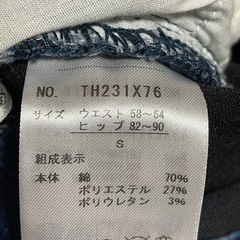 NO. TH231X76
サイズ ウエスト 58~64
ヒップ 82~90
S
組成表示
本体 綿 70%
ポリエステル 27%
ポリウレタン 3%